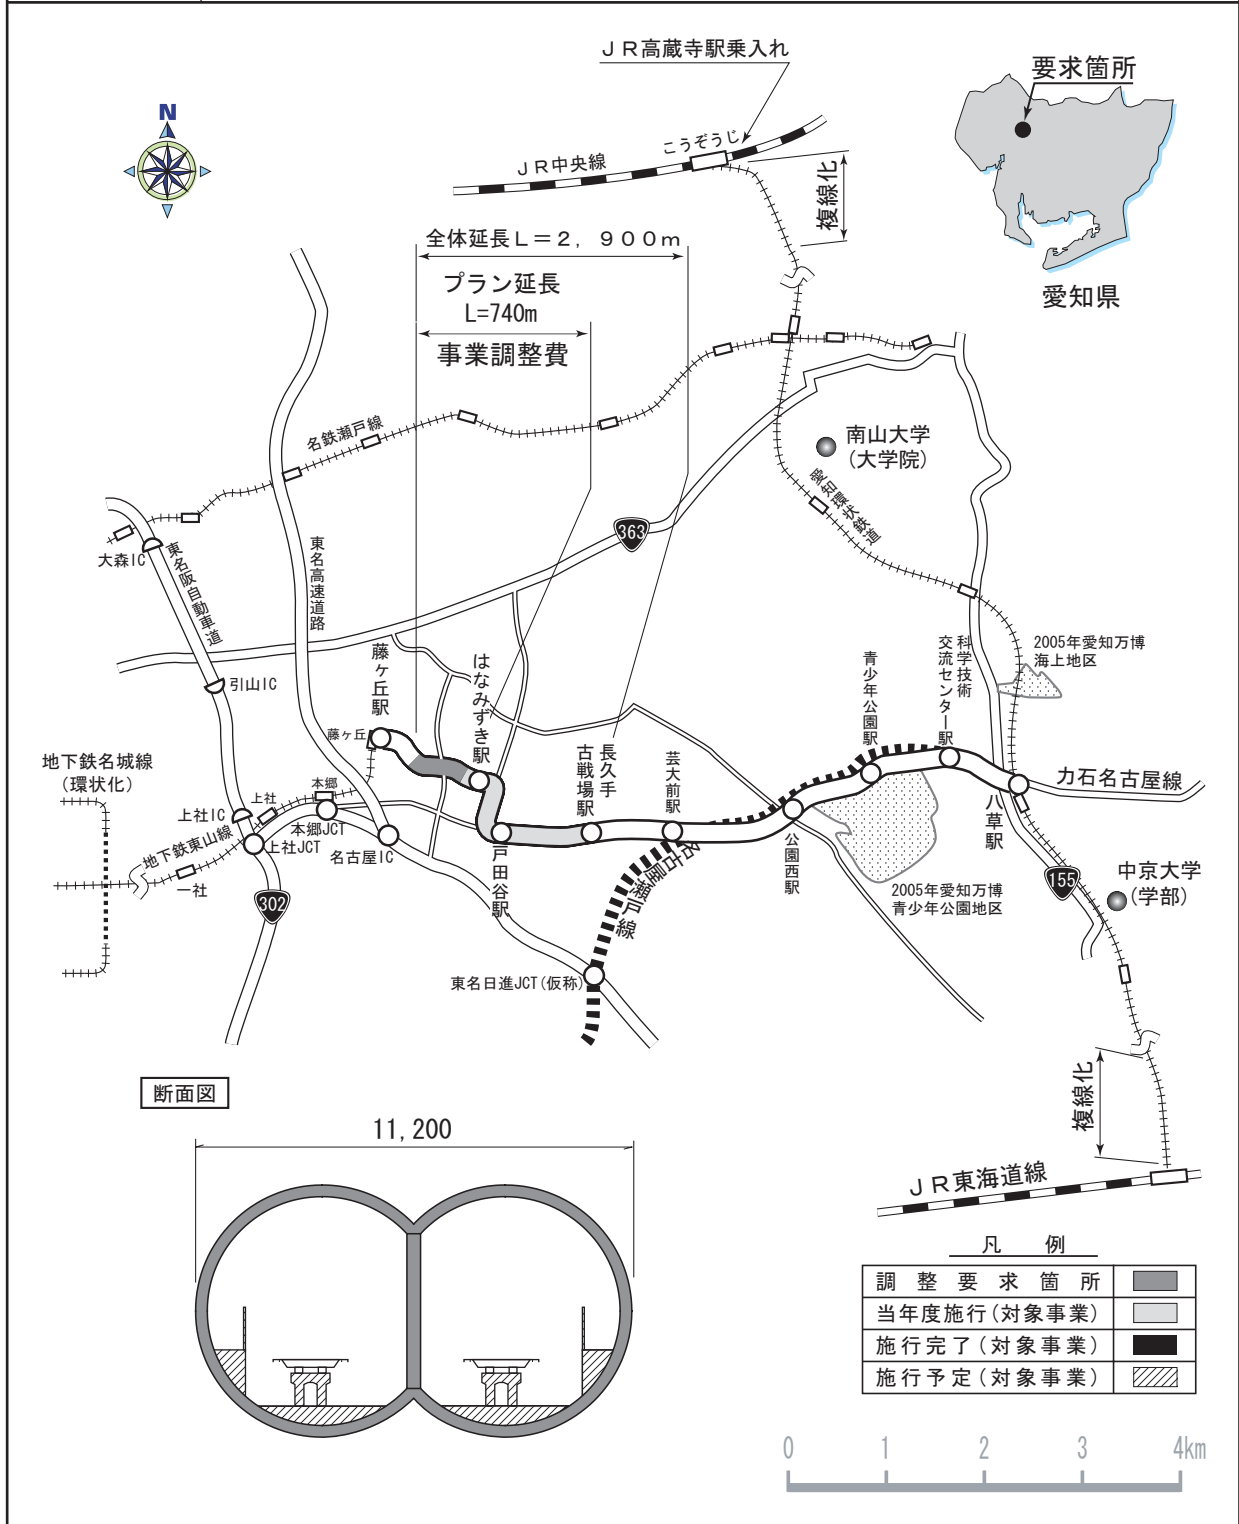 ＪＲ高蔵寺駅乗入れ
要求箇所
N
こうぞうじ
ＪＲ中央線
複線化
全体延長Ｌ＝２，９００ｍ
プラン延長
L=740m
事業調整費
愛知県
名鉄瀬戸線
南山大学
(大学院)
愛知環状鉄道
363
大森IC
東名阪自動車道
東名高速道路
藤ヶ丘駅
はなみずき駅
青少年公園駅
科学技術
交流センター駅
2005年愛知万博
海上地区
引山IC
藤ヶ丘
地下鉄名城線
(環状化)
本郷
上社
上社IC
本郷JCT
地下鉄東山線
上社JCT
名古屋IC
一社
302
長久手
古戦場駅
芸大前駅
戸田谷駅
名古屋瀬戸線
公園西駅
八草駅
力石名古屋線
2005年愛知万博
青少年公園地区
155
中京大学
(学部)
東名日進JCT(仮称)
断面図
11,200
複線化
ＪＲ東海道線
凡例
調整要求箇所
当年度施行(対象事業)
施行完了(対象事業)
施行予定(対象事業)
0 1 2 3 4km